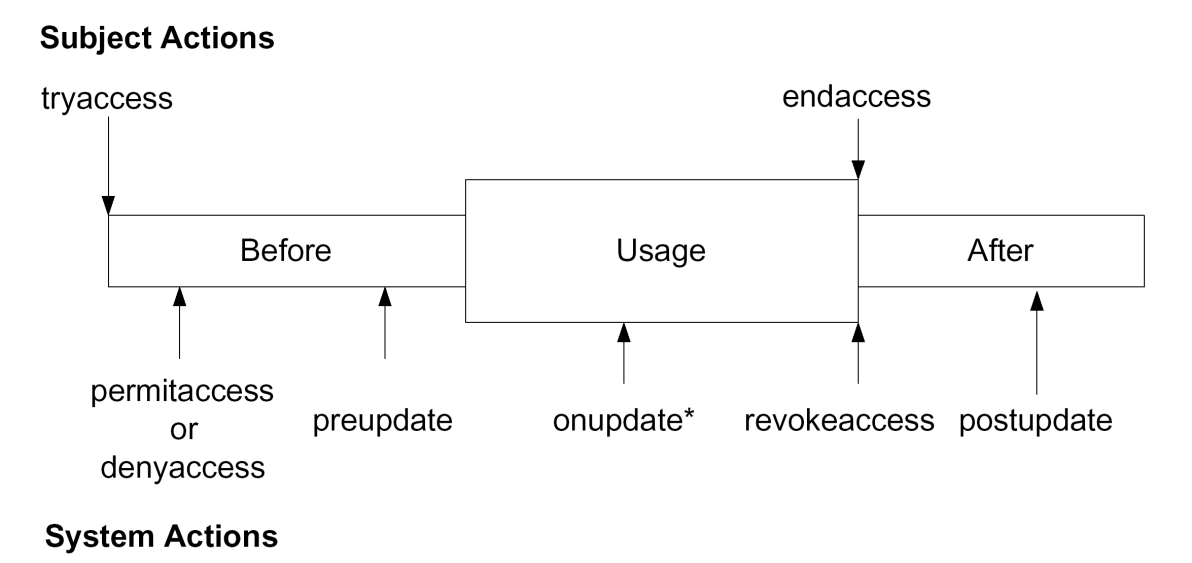 Subject Actions
tryaccess
endaccess
Before
Usage
After
permitaccess
or
denyaccess
preupdate
onupdate*
revokeaccess
postupdate
System Actions